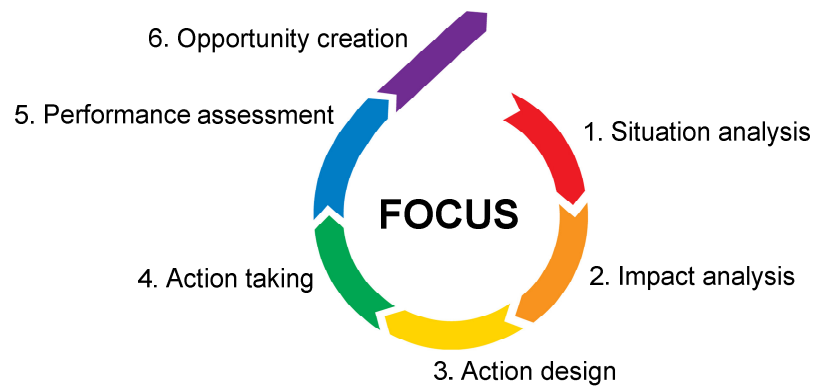 6. Opportunity creation
5. Performance assessment
1. Situation analysis
FOCUS
4. Action taking
2. Impact analysis
3. Action design